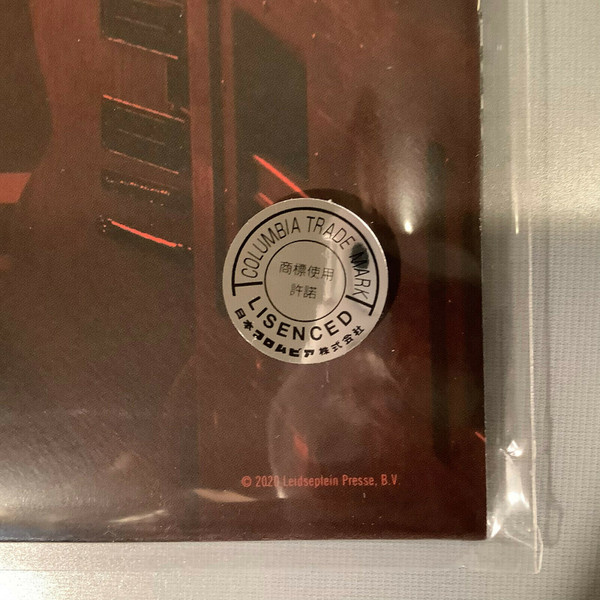 COLUMBIA TRADE MARK
商標使用
許諾
LISENCED
日本コロムビア株式会社
© 2020 Leidseplein Presse, B.V.